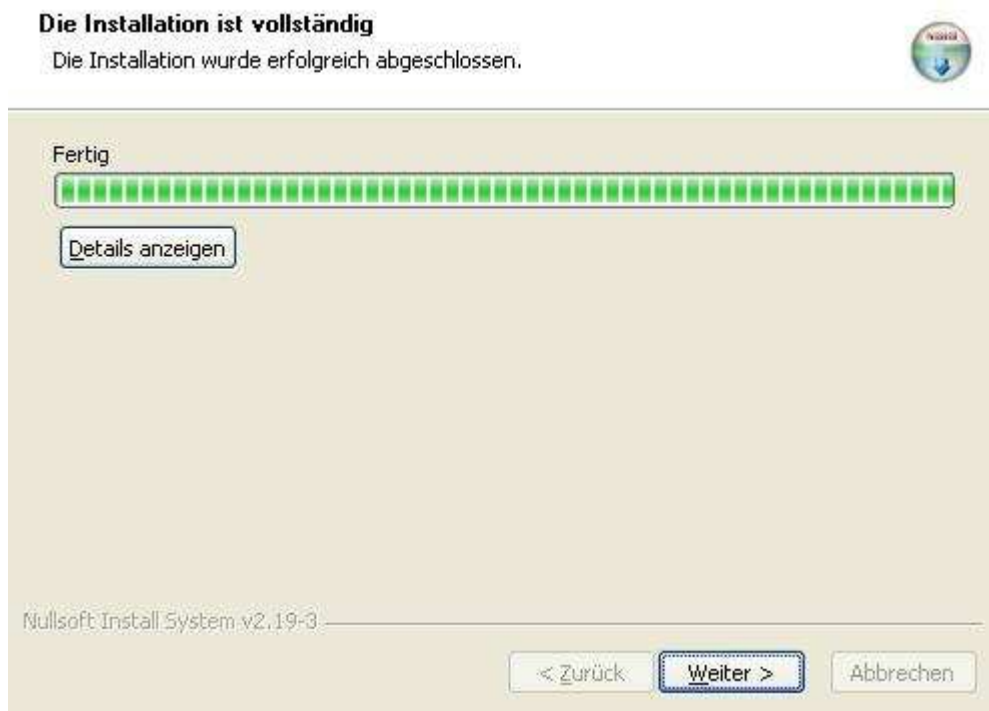 Die Installation ist vollständig
Die Installation wurde erfolgreich abgeschlossen.
Fertig
Details anzeigen
Nullsoft Install System v2.19-3
< Zurück Weiter > Abbrechen